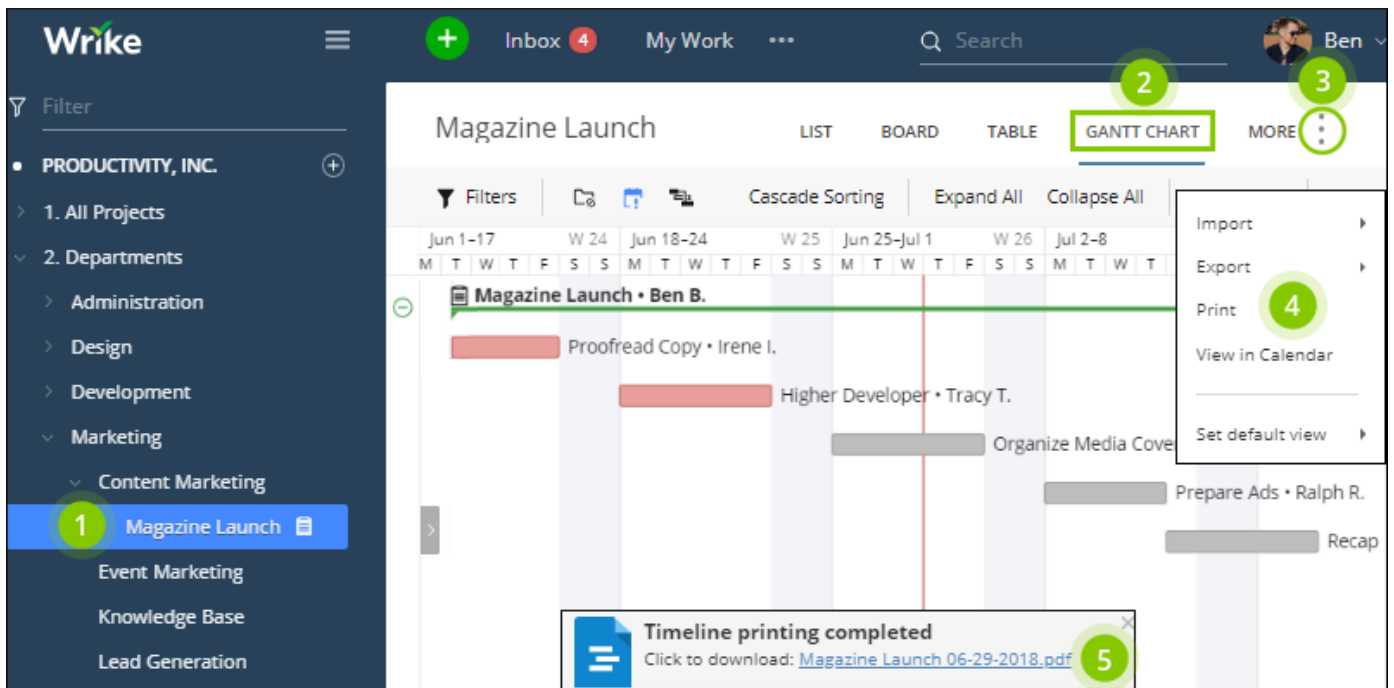 Wrike
Inbox 4 My Work ••• Search Ben
Filter
PRODUCTIVITY, INC.
1. All Projects
2. Departments
Administration
Design
Development
Marketing
Content Marketing
1 Magazine Launch
Event Marketing
Knowledge Base
Lead Generation
2 3
Magazine Launch LIST BOARD TABLE GANTT CHART MORE
Filters Cascade Sorting Expand All Collapse All
Jun 1–17 W 24 Jun 18–24 W 25 Jun 25–Jul 1 W 26 Jul 2–8
M T W T F S S M T W T F S S M T W T F S S M T W T
Magazine Launch • Ben B.
Proofread Copy • Irene I.
Higher Developer • Tracy T.
Organize Media Cove
Prepare Ads • Ralph R.
Recap
Import
Export
Print 4
View in Calendar
Set default view
Timeline printing completed
Click to download: Magazine Launch 06-29-2018.pdf 5